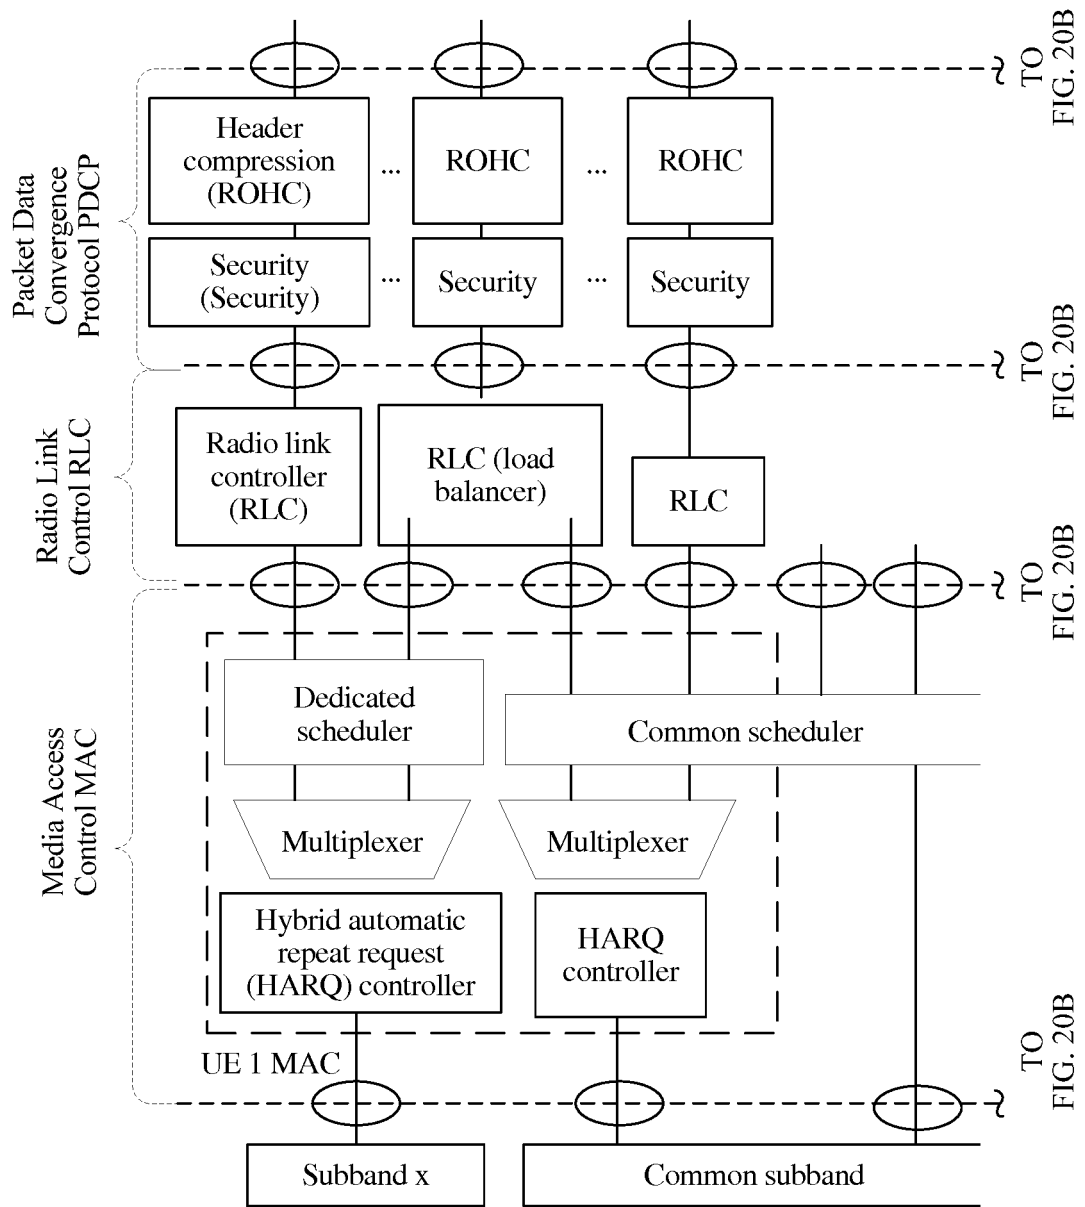 TO
FIG. 20B
Packet Data
Convergence
Protocol PDCP
Header
compression
(ROHC)
...
ROHC
...
ROHC
Security
(Security)
...
Security
...
Security
TO
FIG. 20B
Radio Link
Control RLC
Radio link
controller
(RLC)
RLC (load
balancer)
RLC
TO
FIG. 20B
Media Access
Control MAC
Dedicated
scheduler
Common scheduler
Multiplexer
Multiplexer
Hybrid automatic
repeat request
(HARQ) controller
HARQ
controller
UE 1 MAC
TO
FIG. 20B
Subband x
Common subband